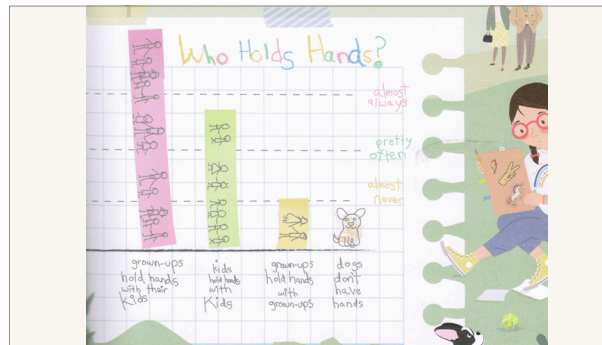 Who Holds Hands?
almost
always
pretty
often
almost
never
grown-ups
hold hands
with their
Kids
kids
hold hands
with
Kids
grown-ups
hold hands
with
grown-ups
dogs
don't
have
hands